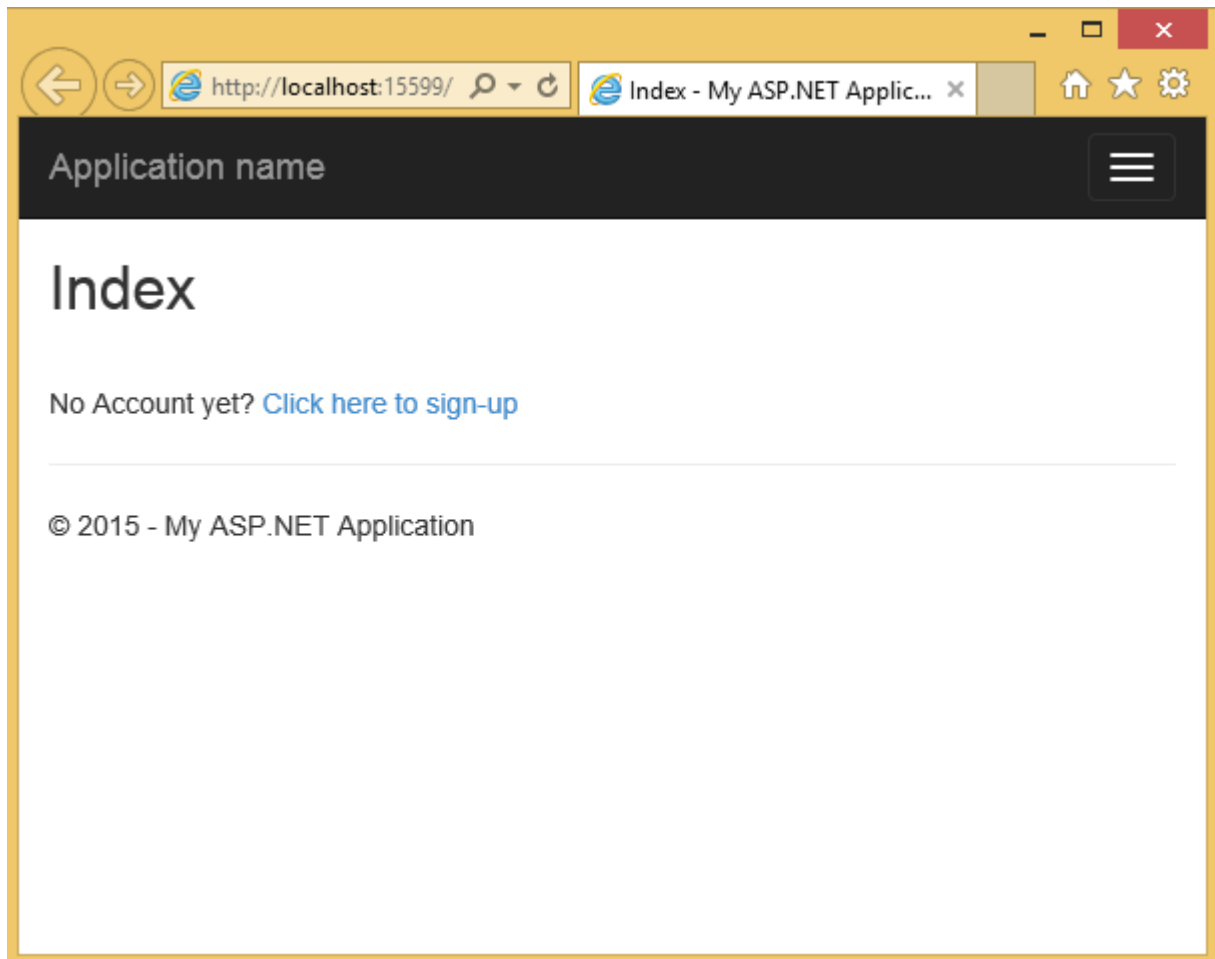 http://localhost:15599/
Index - My ASP.NET Applic...
Application name
Index
No Account yet? Click here to sign-up
© 2015 - My ASP.NET Application